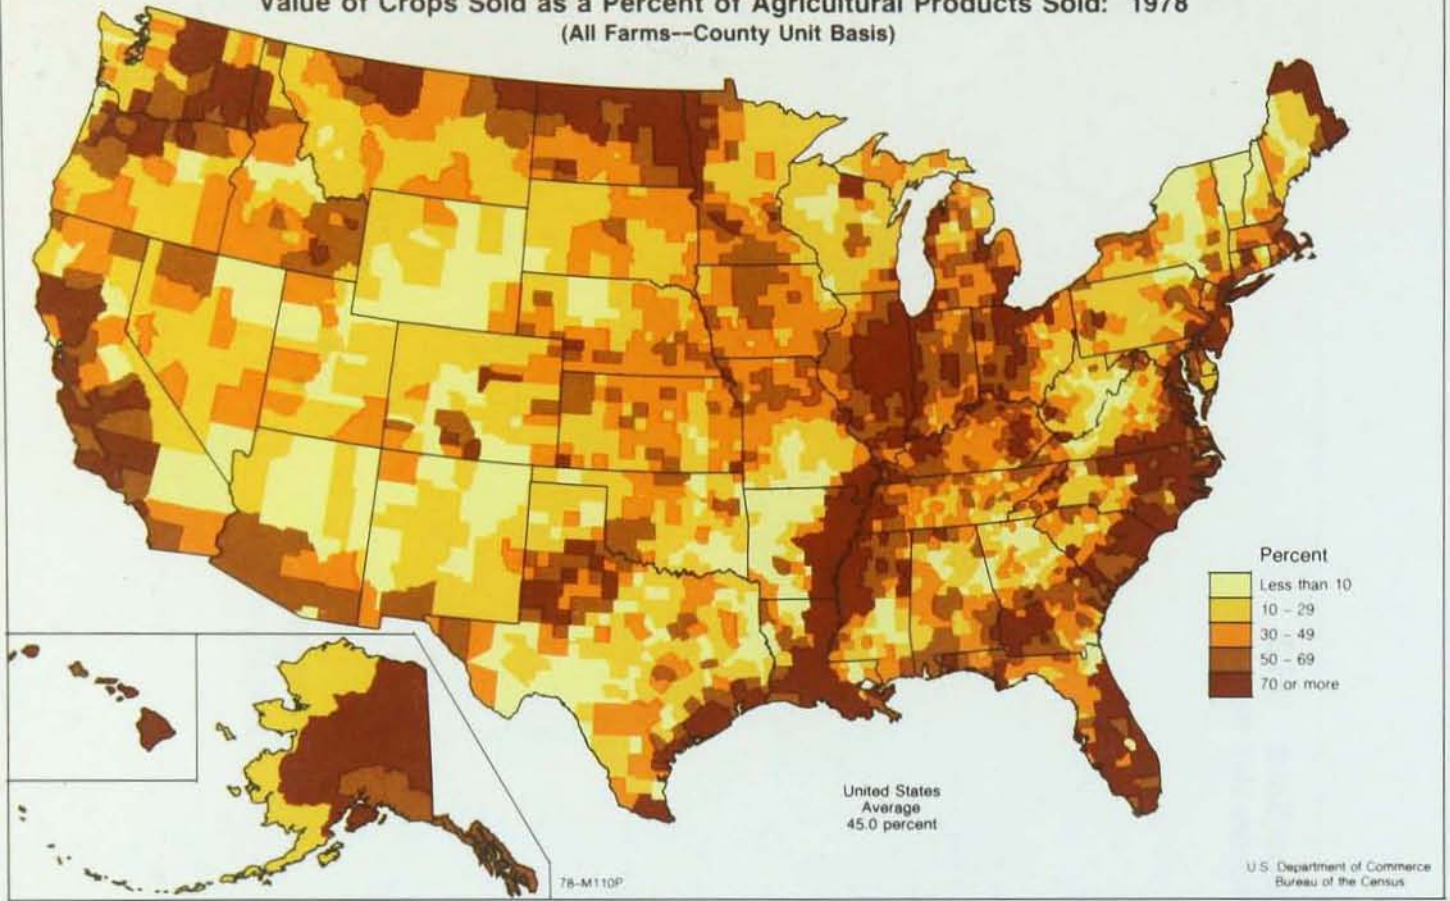 Value of Crops Sold as a Percent of Agricultural Products Sold: 1978
(All Farms--County Unit Basis)
Percent
Less than 10
10 - 29
30 - 49
50 - 69
70 or more
United States
Average
45.0 percent
78-M110P
U.S. Department of Commerce
Bureau of the Census